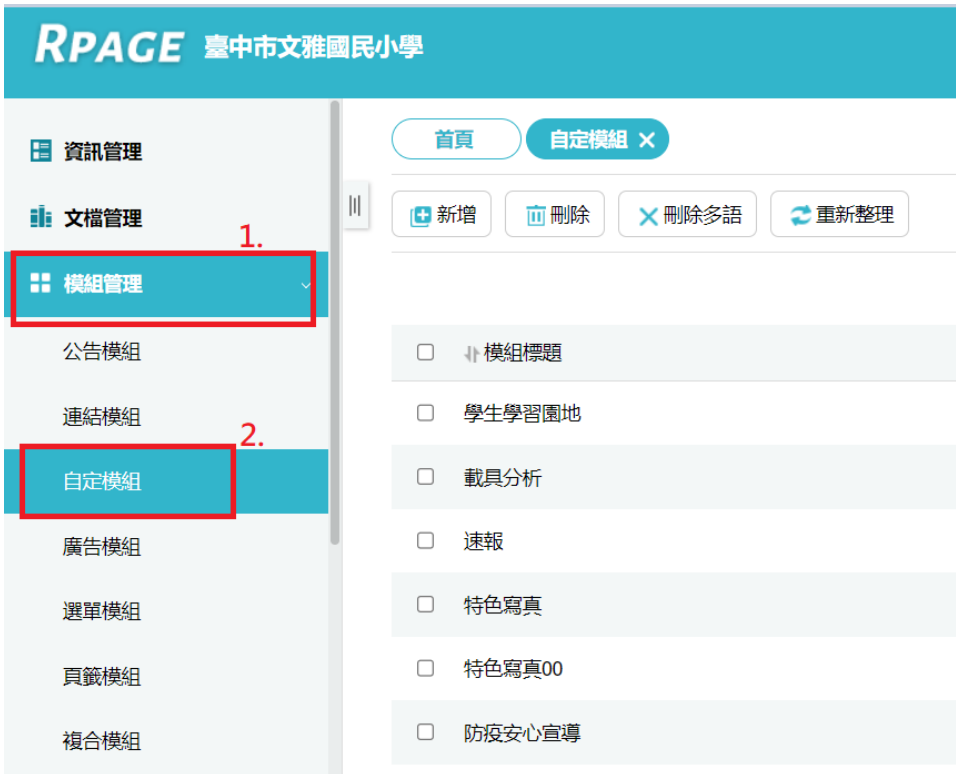 RPAGE 臺中市文雅國民小學
資訊管理
文檔管理
1.
模組管理
公告模組
連結模組
2.
自定模組
廣告模組
選單模組
頁籤模組
複合模組
首頁 自定模組
新增 刪除 刪除多語 重新整理
模組標題
學生學習園地
載具分析
速報
特色寫真
特色寫真00
防疫安心宣導